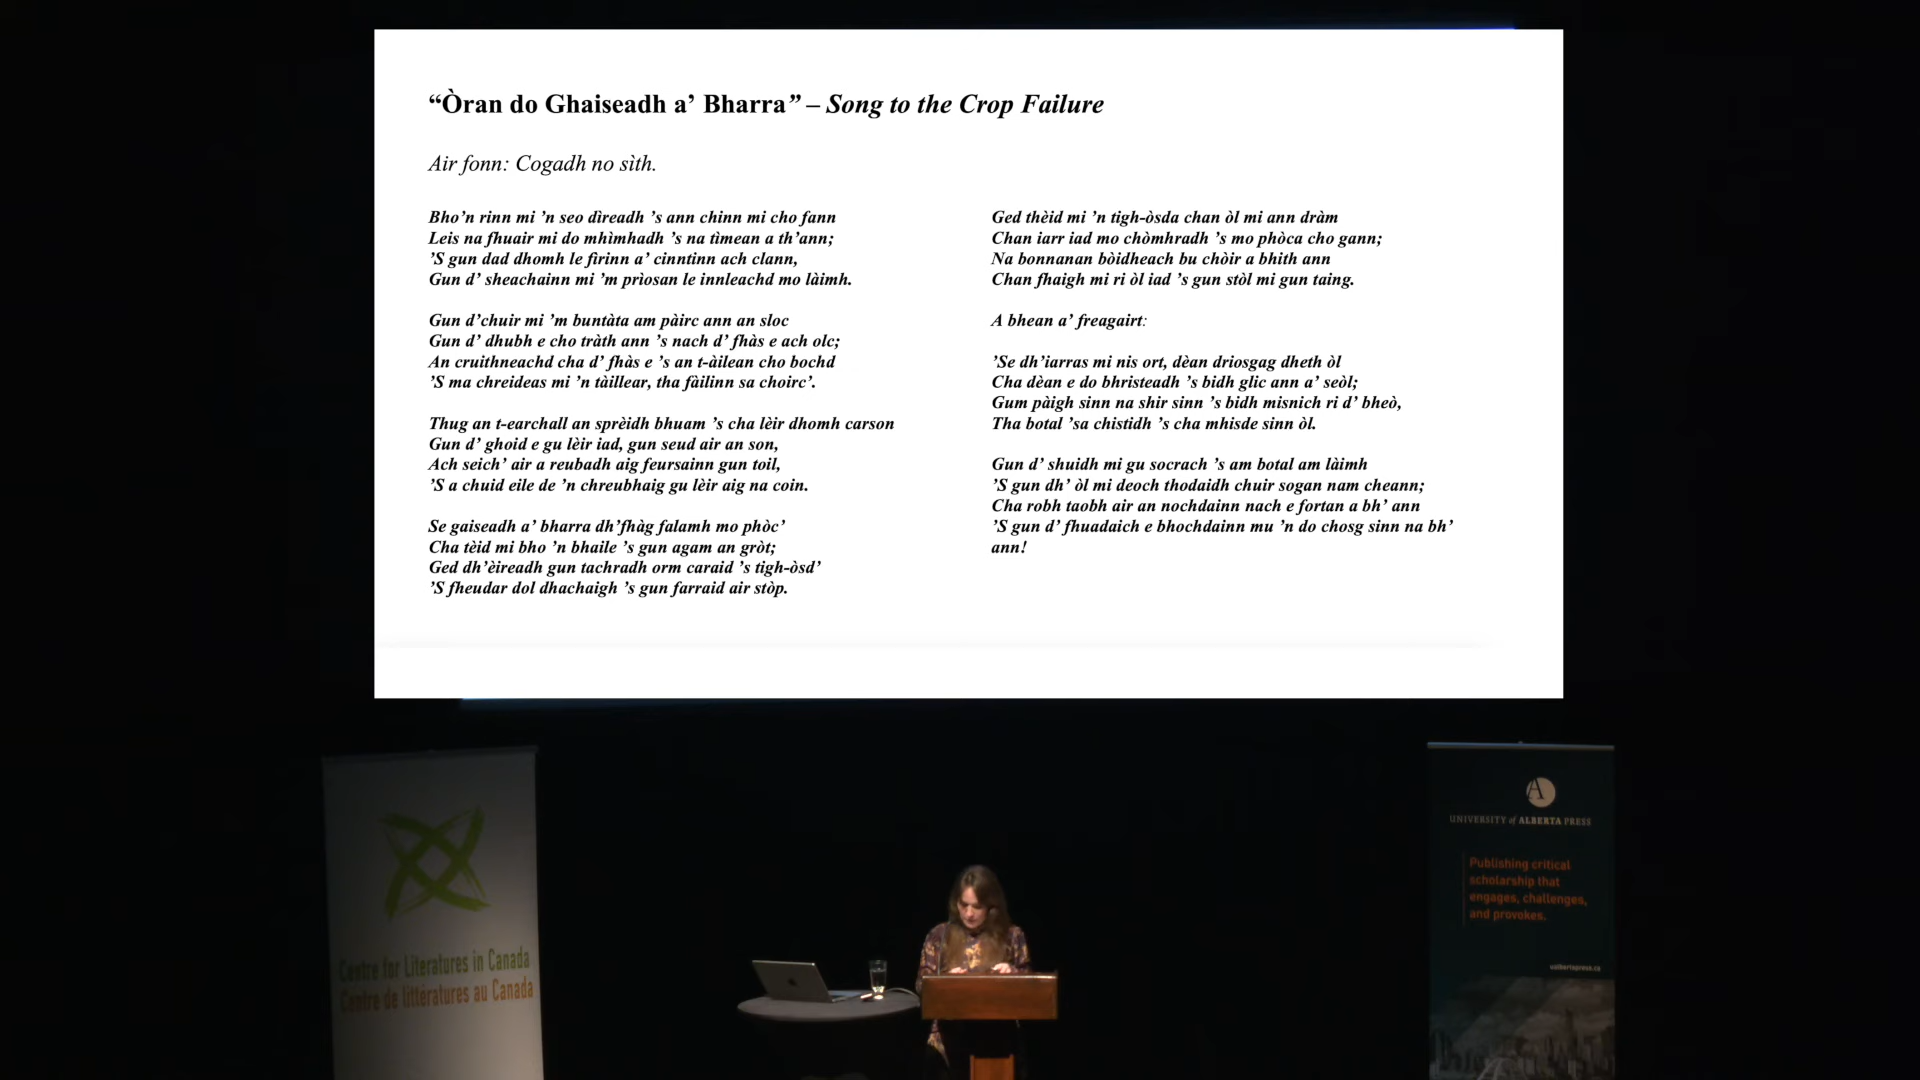 “Òran do Ghaiseadh a’ Bharra” – Song to the Crop Failure
Air fonn: Cogadh no sìth.
Bho’n rinn mi ’n seo dìreadh ’s ann chinn mi cho fann
Leis na fhuair mi do mhìmhadh ’s na tìmean a th’ann;
’S gun dad dhomh le fìrinn a’ cinntinn ach clann,
Gun d’ sheachainn mi ’m prìosan le innleachd mo làimh.
Gun d’chuir mi ’m buntàta am pàirc ann an sloc
Gun d’ dhubh e cho tràth ann ’s nach d’ fhàs e ach olc;
An cruithneachd cha d’ fhàs e ’s an t-àilean cho bochd
’S ma chreideas mi ’n tàillear, tha fàilinn sa choirc’.
Thug an t-earchall an sprèidh bhuam ’s cha lèir dhomh carson
Gun d’ ghoid e gu lèir iad, gun seud air an son,
Ach seich’ air a reubadh aig feursainn gun toil,
’S a chuid eile de ’n chreubhaig gu lèir aig na coin.
Se gaiseadh a’ bharra dh’fhàg falamh mo phòc’
Cha tèid mi bho ’n bhaile ’s gun agam an gròt;
Ged dh’èireadh gun tachradh orm caraid ’s tigh-òsd’
’S fheudar dol dhachaigh ’s gun farraid air stòp.
Ged thèid mi ’n tigh-òsda chan òl mi ann dràm
Chan iarr iad mo chòmhradh ’s mo phòca cho gann;
Na bonnanan bòidheach bu chòir a bhith ann
Chan fhaigh mi ri òl iad ’s gun stòl mi gun taing.
A bhean a’ freagairt:
’Se dh’iarras mi nis ort, dèan driosgag dheth òl
Cha dèan e do bhristeadh ’s bidh glic ann a’ seòl;
Gum pàigh sinn na shir sinn ’s bidh misnich ri d’ bheò,
Tha botal ’sa chistidh ’s cha mhisde sinn òl.
Gun d’ shuidh mi gu socrach ’s am botal am làimh
’S gun dh’ òl mi deoch thodaidh chuir sogan nam cheann;
Cha robh taobh air an nochdainn nach e fortan a bh’ ann
’S gun d’ fhuadaich e bhochdainn mu ’n do chosg sinn na bh’
ann!
Centre for Literatures in Canada
Centre de littératures au Canada
A
UNIVERSITY of ALBERTA PRESS
Publishing critical
scholarship that
engages, challenges,
and provokes.
ualbertapress.ca